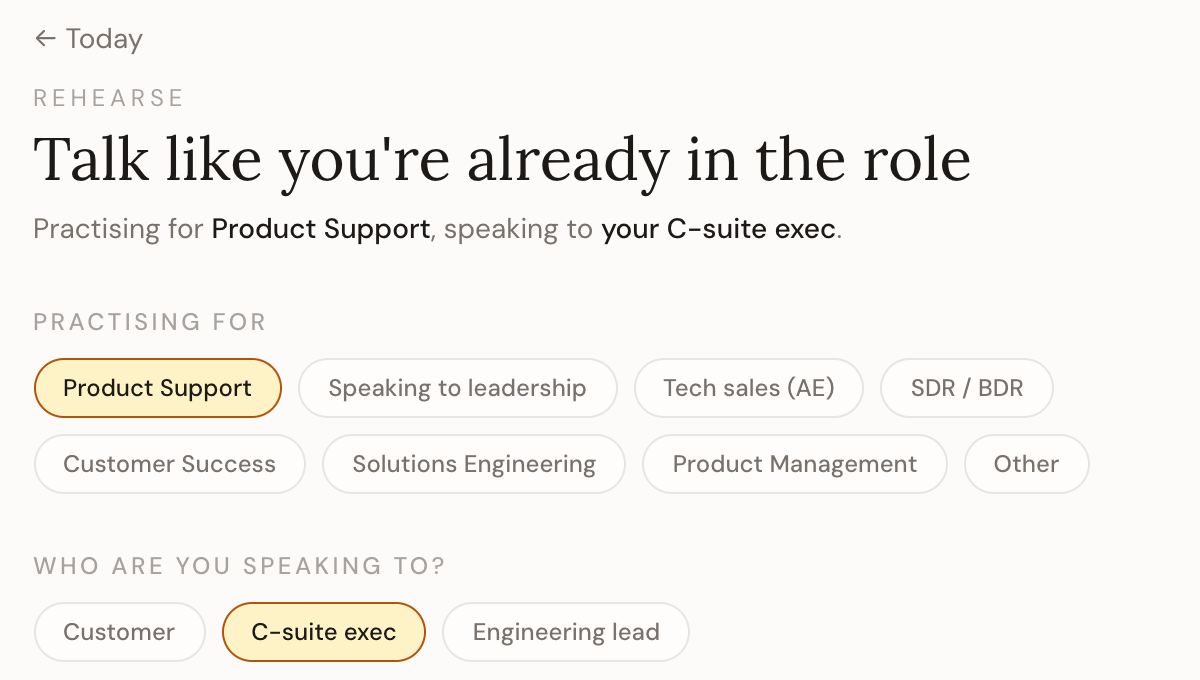 ← Today
REHEARSE
Talk like you're already in the role
Practising for Product Support, speaking to your C-suite exec.
PRACTISING FOR
Product Support Speaking to leadership Tech sales (AE) SDR / BDR
Customer Success Solutions Engineering Product Management Other
WHO ARE YOU SPEAKING TO?
Customer C-suite exec Engineering lead